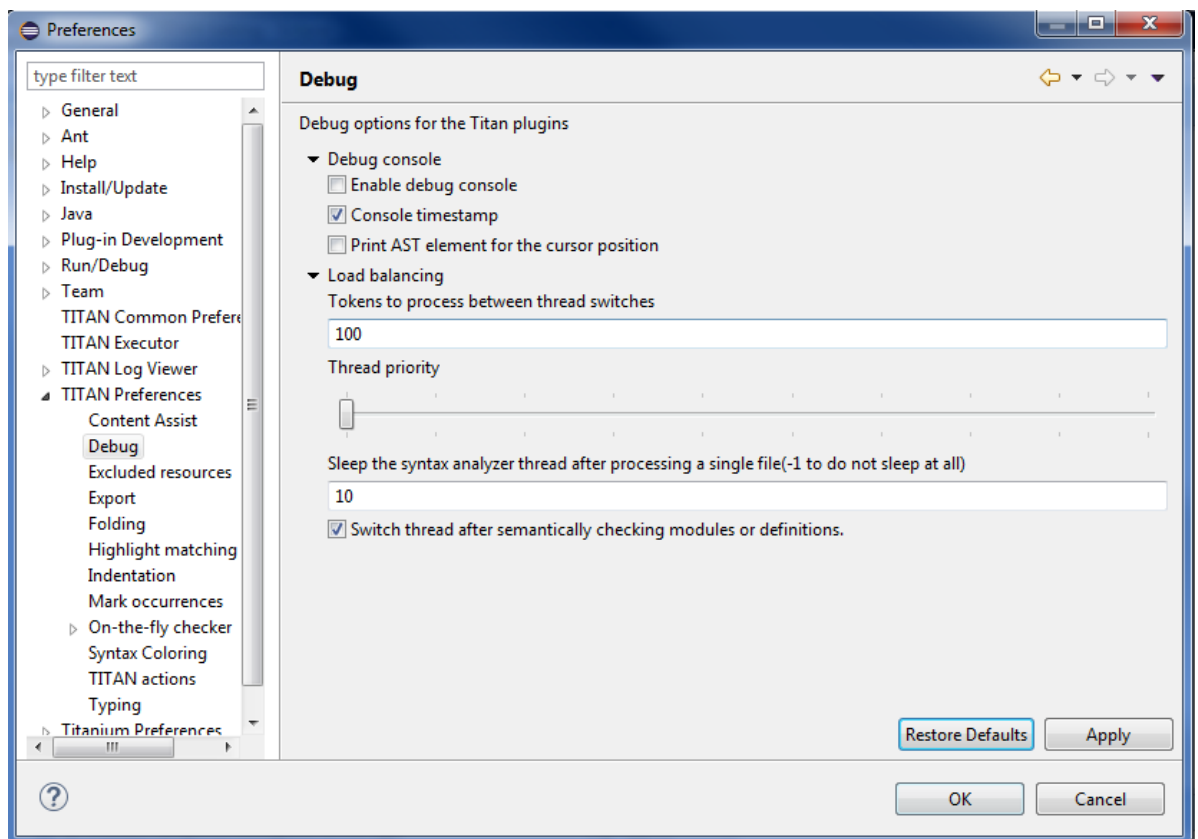 Preferences
type filter text
General
Ant
Help
Install/Update
Java
Plug-in Development
Run/Debug
Team
TITAN Common Prefere
TITAN Executor
TITAN Log Viewer
TITAN Preferences
Content Assist
Debug
Excluded resources
Export
Folding
Highlight matching
Indentation
Mark occurrences
On-the-fly checker
Syntax Coloring
TITAN actions
Typing
Titanium Preferences
Debug
Debug options for the Titan plugins
Debug console
Enable debug console
Console timestamp
Print AST element for the cursor position
Load balancing
Tokens to process between thread switches
100
Thread priority
Sleep the syntax analyzer thread after processing a single file(-1 to do not sleep at all)
10
Switch thread after semantically checking modules or definitions.
Restore Defaults Apply
OK Cancel